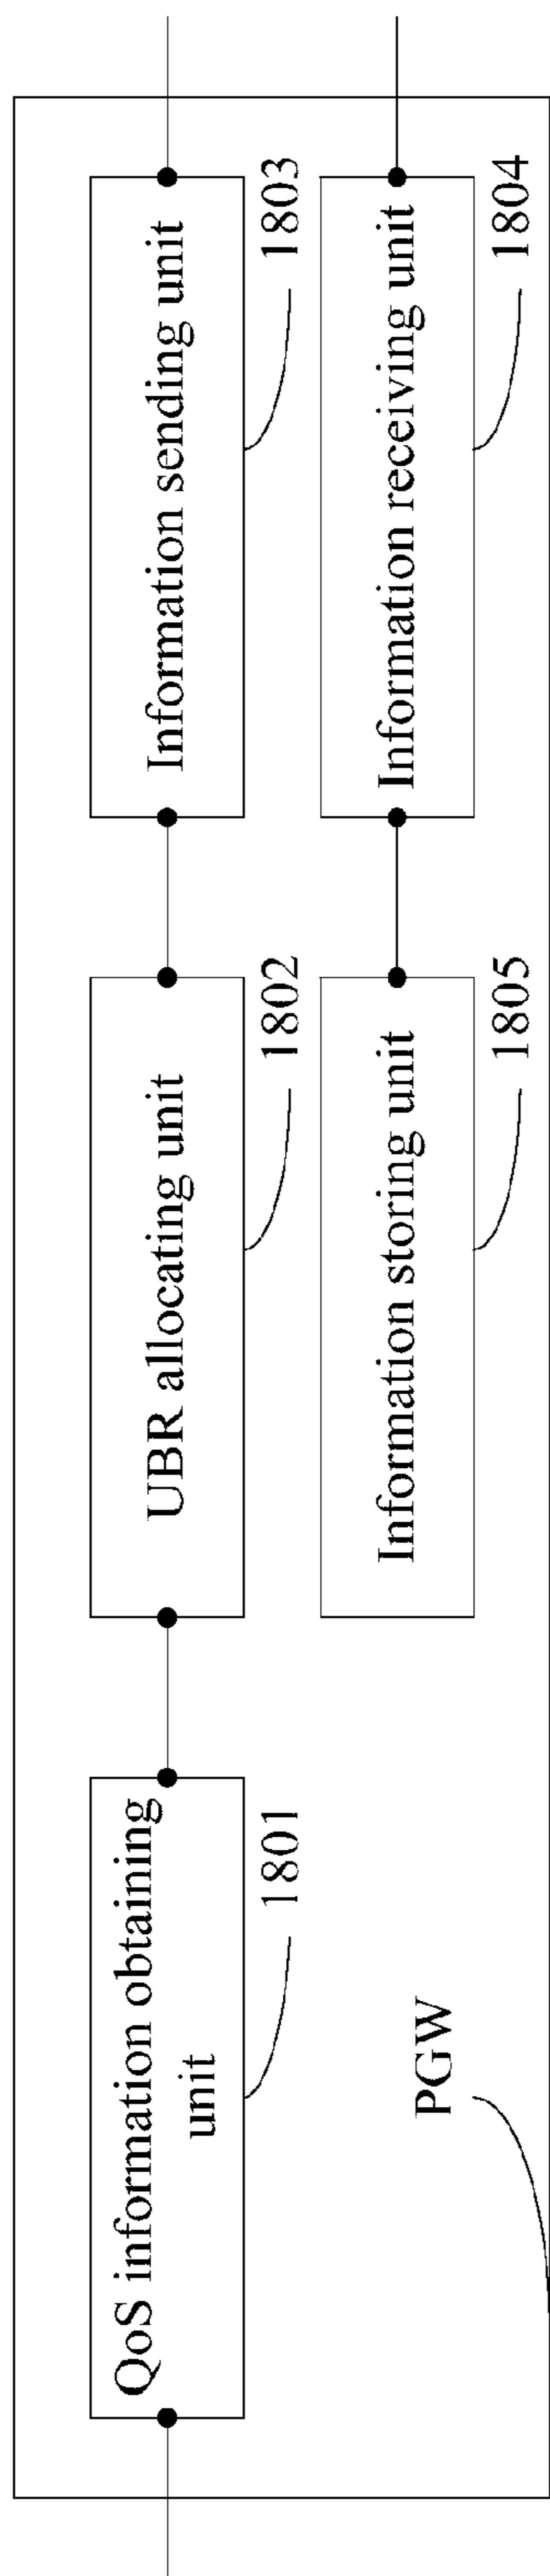 QoS information obtaining
unit
1801
UBR allocating unit
1802
Information sending unit
1803
PGW
Information storing unit
1805
Information receiving unit
1804